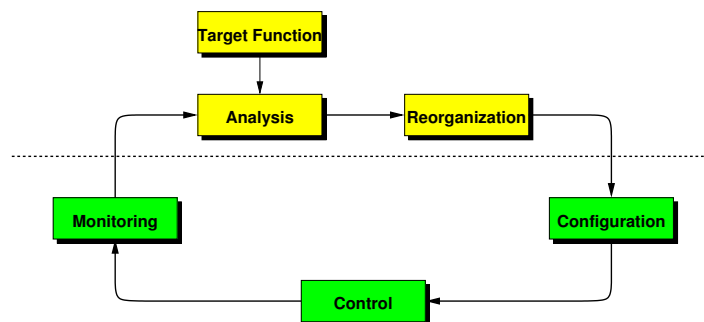 Target Function
Analysis
Reorganization
Monitoring
Configuration
Control